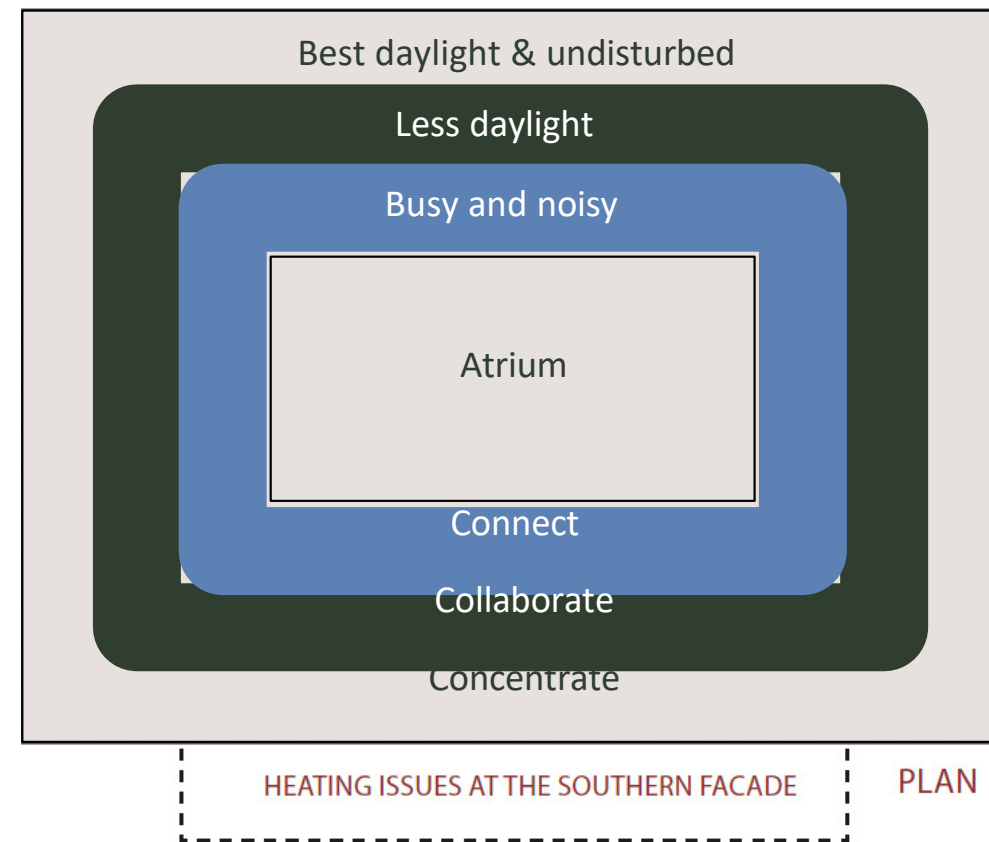 Best daylight & undisturbed
Less daylight
Busy and noisy
Atrium
Connect
Collaborate
Concentrate
HEATING ISSUES AT THE SOUTHERN FACADE
PLAN